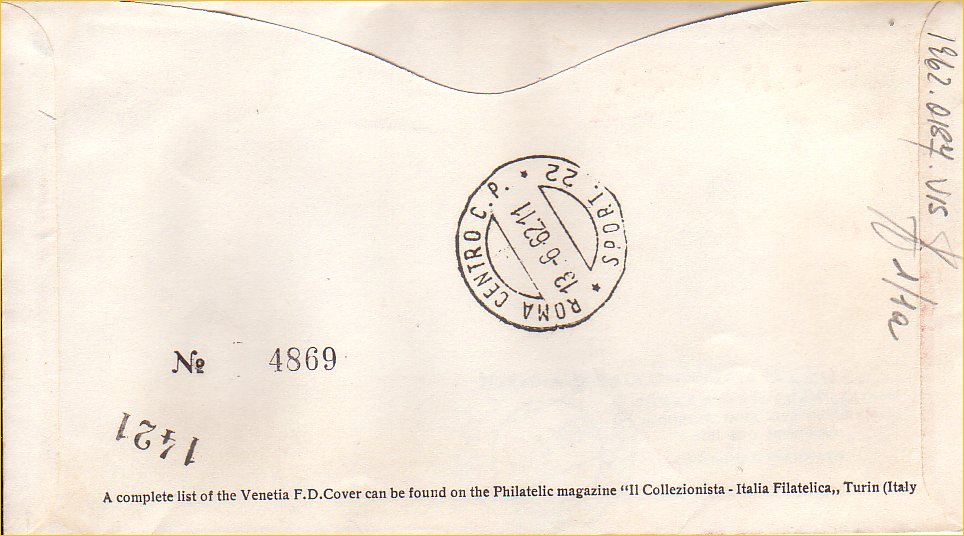 1962.0184.VIS
ROMA CENTRO C.P. * SPORT. 22 *
13.-6-62.11
№ 4869
A complete list of the Venetia F.D.Cover can be found on the Philatelic magazine “Il Collezionista - Italia Filatelica,, Turin (Italy